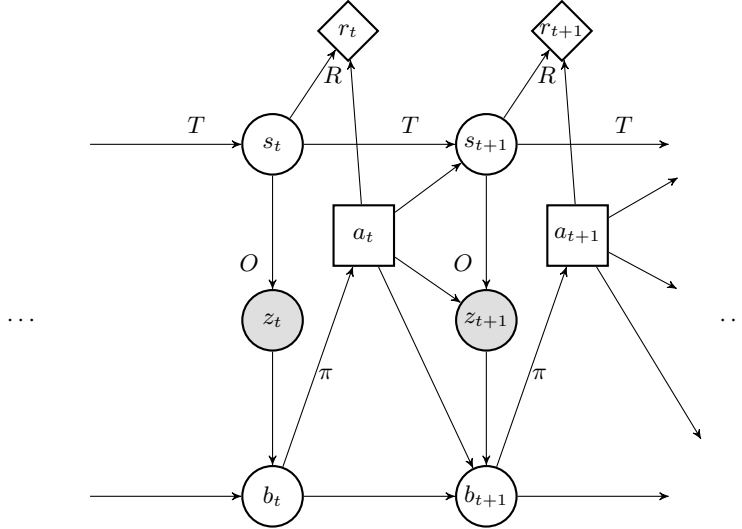 r_t r_{t+1}
R R
T T T
s_t s_{t+1}
a_t a_{t+1}
O O
... z_t z_{t+1} ..
π π
b_t b_{t+1}